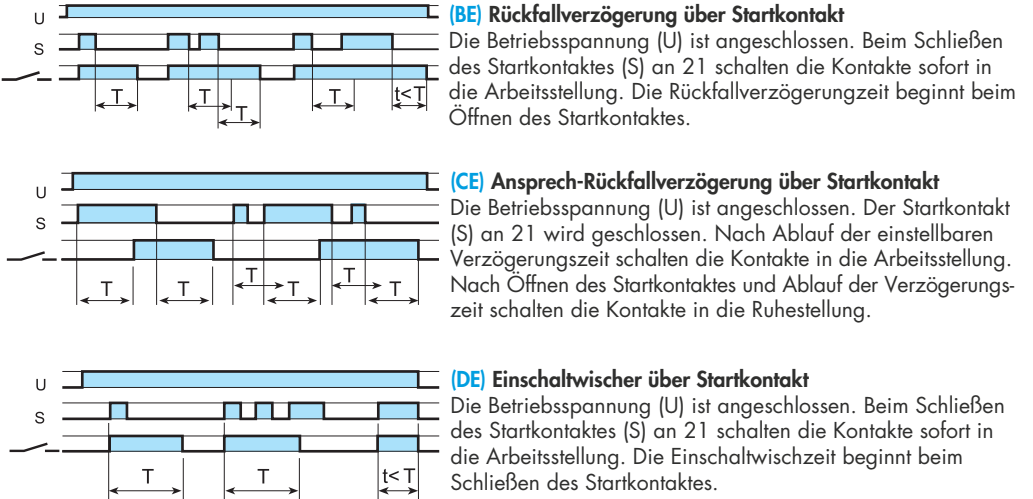 U
S
T
T
T
T
t<T
(BE) Rückfallverzögerung über Startkontakt
Die Betriebsspannung (U) ist angeschlossen. Beim Schließen
des Startkontaktes (S) an 21 schalten die Kontakte sofort in
die Arbeitsstellung. Die Rückfallverzögerungzeit beginnt beim
Öffnen des Startkontaktes.
U
S
T
T
T
T
T
T
(CE) Ansprech-Rückfallverzögerung über Startkontakt
Die Betriebsspannung (U) ist angeschlossen. Der Startkontakt
(S) an 21 wird geschlossen. Nach Ablauf der einstellbaren
Verzögerungszeit schalten die Kontakte in die Arbeitsstellung.
Nach Öffnen des Startkontaktes und Ablauf der Verzögerungs-
zeit schalten die Kontakte in die Ruhestellung.
U
S
T
T
t<T
(DE) Einschaltwischer über Startkontakt
Die Betriebsspannung (U) ist angeschlossen. Beim Schließen
des Startkontaktes (S) an 21 schalten die Kontakte sofort in
die Arbeitsstellung. Die Einschaltwischzeit beginnt beim
Schließen des Startkontaktes.